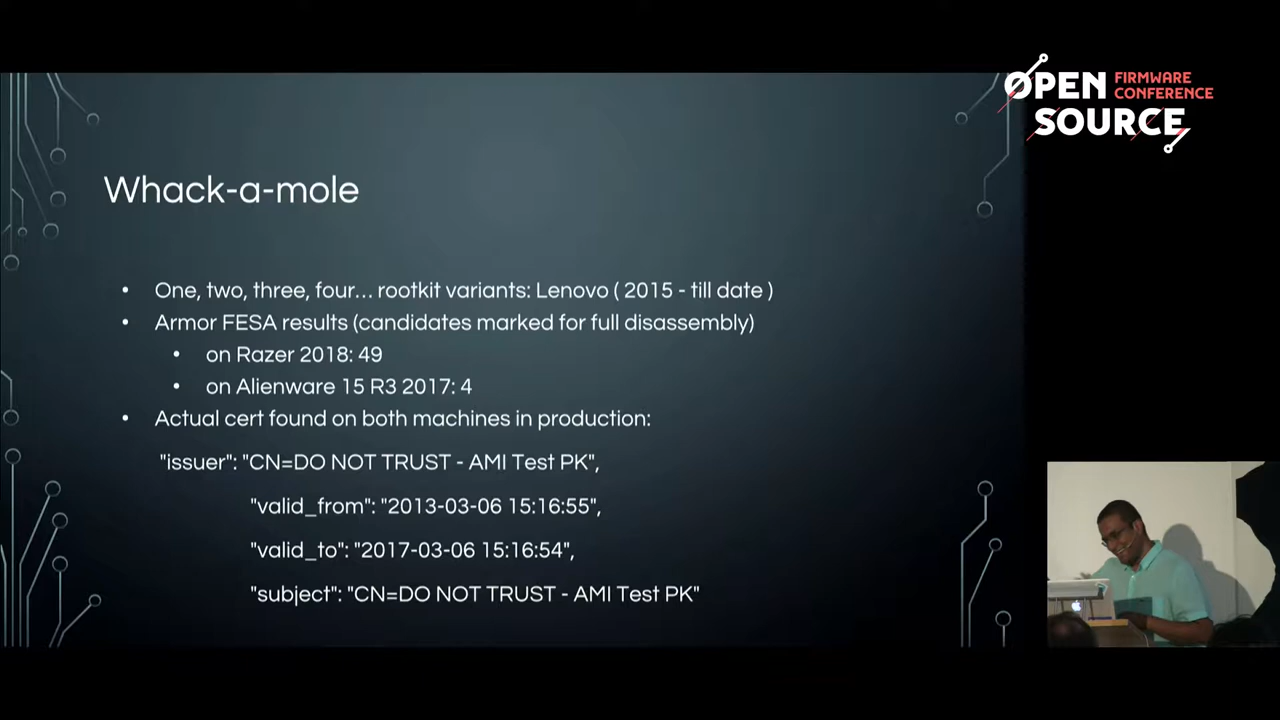 OPEN FIRMWARE
CONFERENCE
SOURCE
Whack-a-mole
• One, two, three, four... rootkit variants: Lenovo ( 2015 - till date )
• Armor FESA results (candidates marked for full disassembly)
• on Razer 2018: 49
• on Alienware 15 R3 2017: 4
• Actual cert found on both machines in production:
"issuer": "CN=DO NOT TRUST - AMI Test PK",
"valid_from": "2013-03-06 15:16:55",
"valid_to": "2017-03-06 15:16:54",
"subject": "CN=DO NOT TRUST - AMI Test PK"